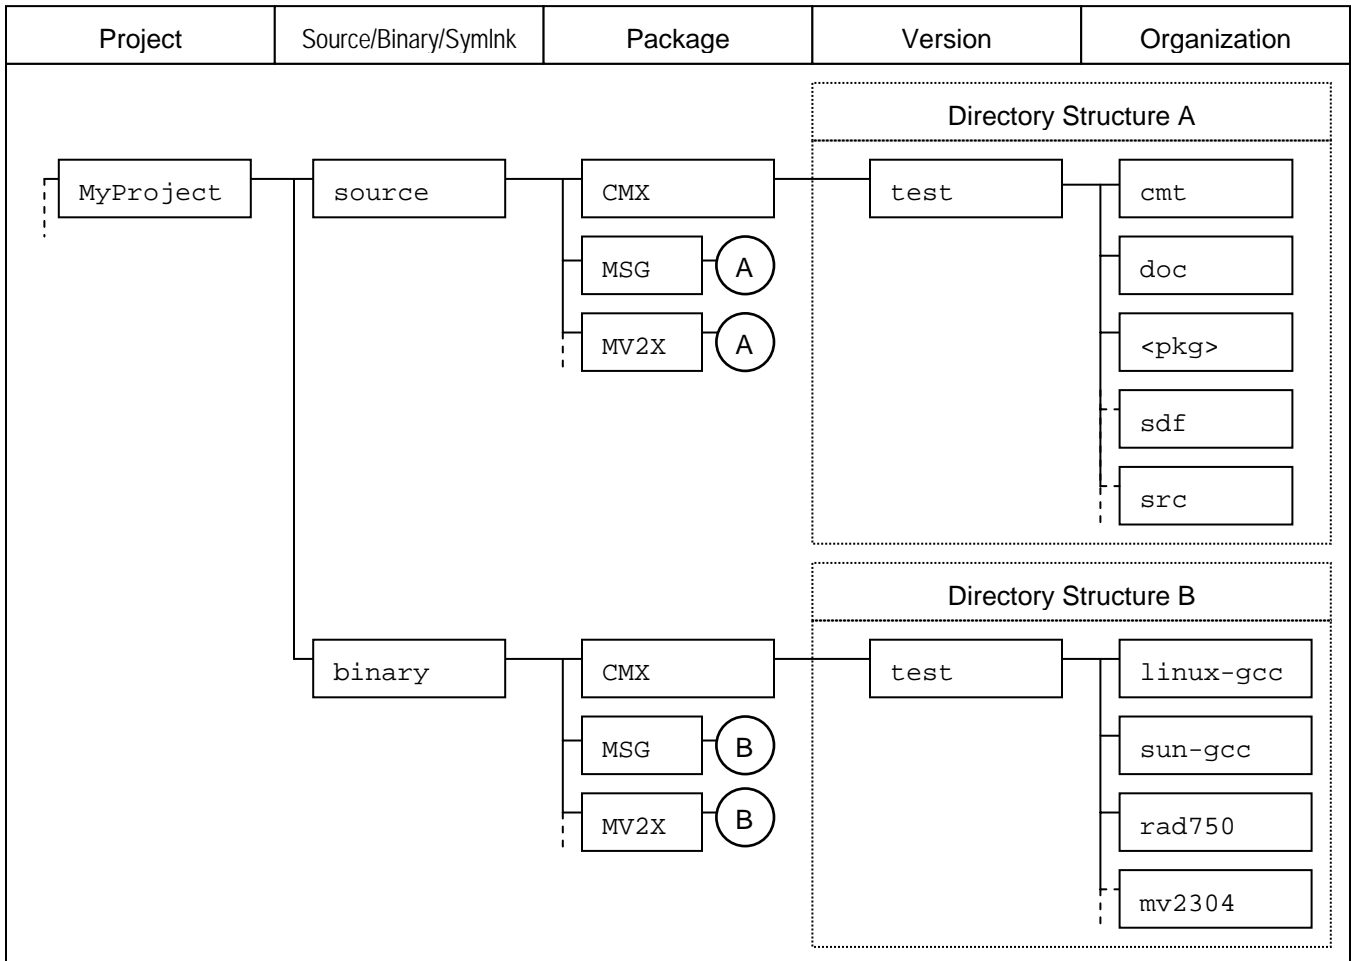 Project Source/Binary/Symlnk Package Version Organization
Directory Structure A
MyProject source CMX test cmt
MSG A doc
MV2X A <pkg>
sdf
src
Directory Structure B
binary CMX test linux-gcc
MSG B sun-gcc
MV2X B rad750
mv2304